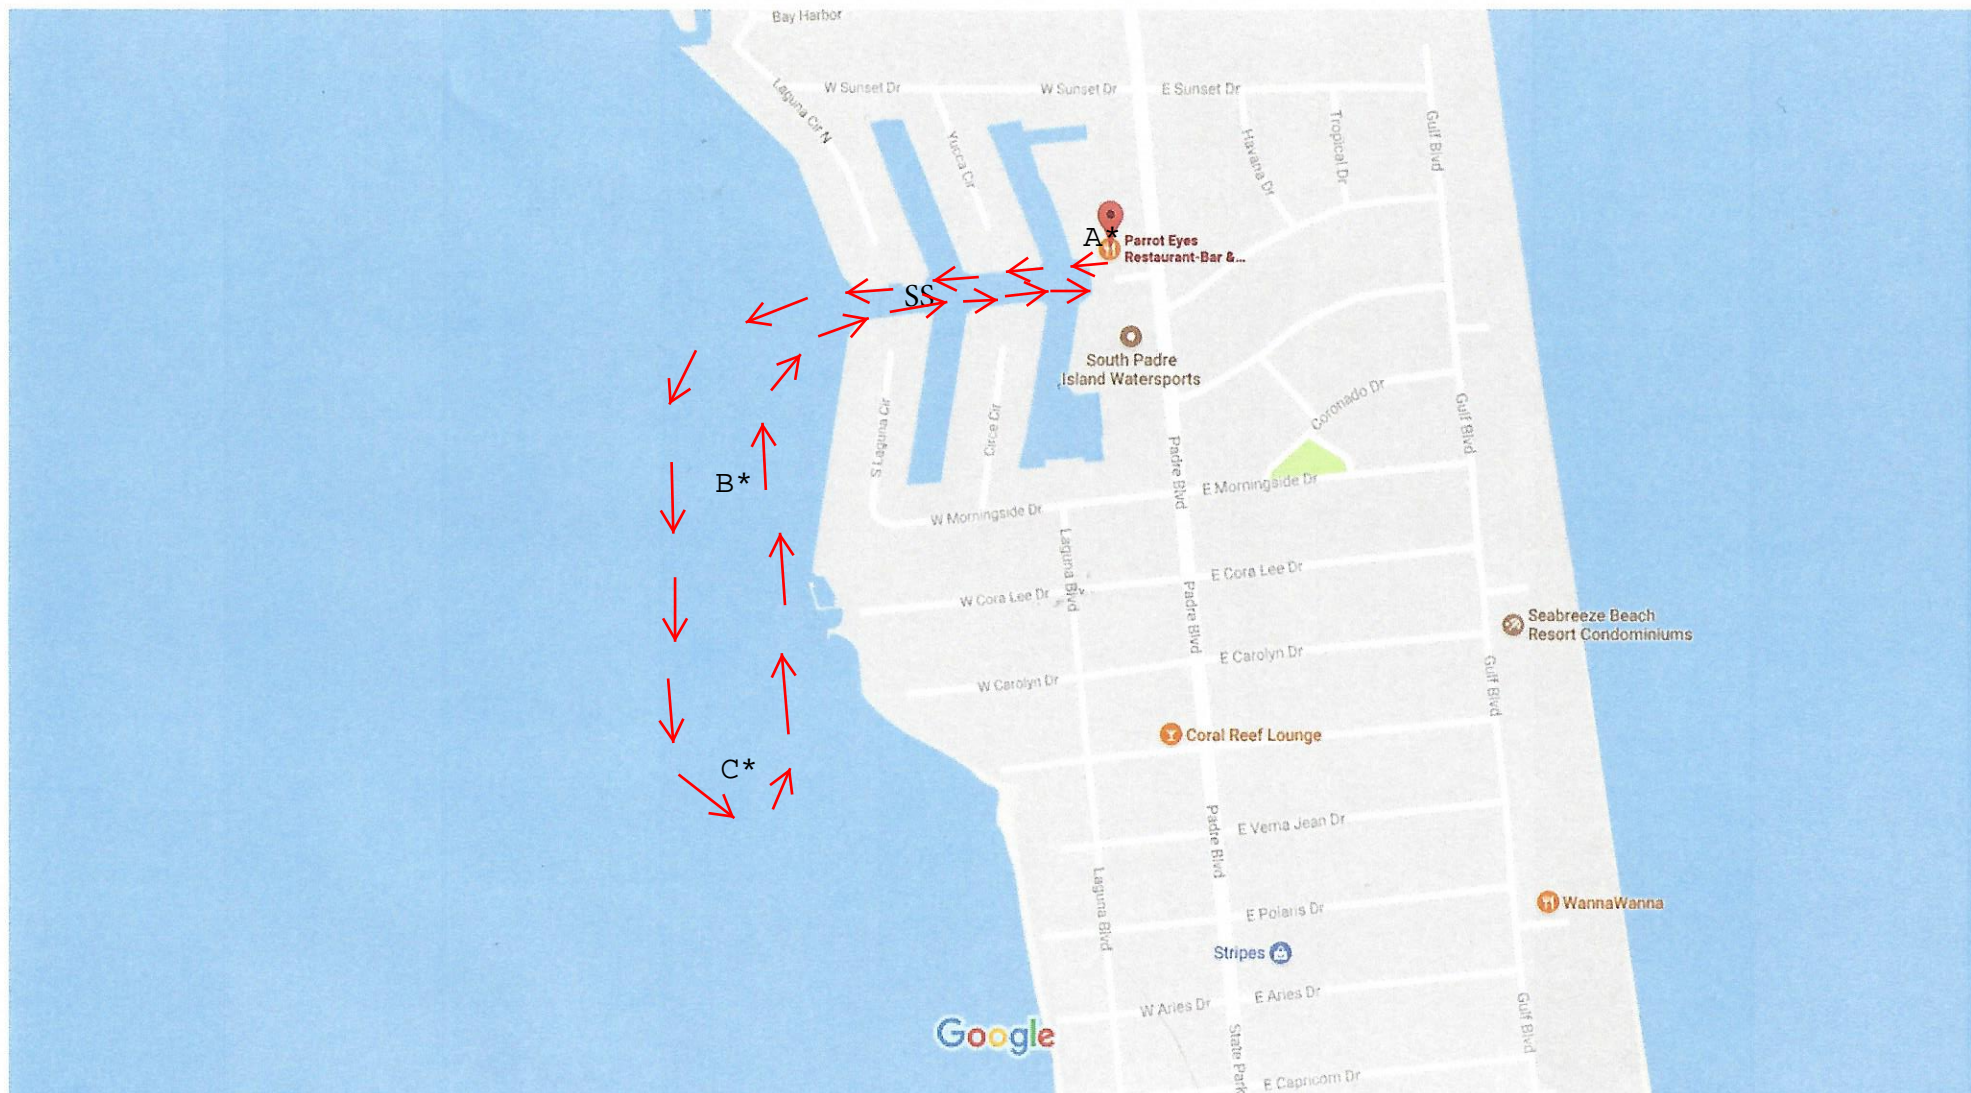 Bay Harbor
W Sunset Dr
W Sunset Dr
E Sunset Dr
Laguna Cir N
Yucca Cir
Havana Dr
Tropical Dr
Gulf Blvd
A*
Parrot Eyes
Restaurant-Bar &...
SS
South Padre
Island Watersports
S Laguna Cir
Circe Cir
Coronado Dr
Gulf Blvd
B*
Padre Blvd
E Morningside Dr
W Morningside Dr
Laguna Blvd
E Cora Lee Dr
W Cora Lee Dr
Padre Blvd
Seabreeze Beach
Resort Condominiums
E Carolyn Dr
W Carolyn Dr
Gulf Blvd
Coral Reef Lounge
C*
Padre Blvd
E Verna Jean Dr
Laguna Blvd
E Polaris Dr
WannaWanna
Stripes
E Aries Dr
W Aries Dr
Gulf Blvd
Google
State Park
E Capricorn Dr